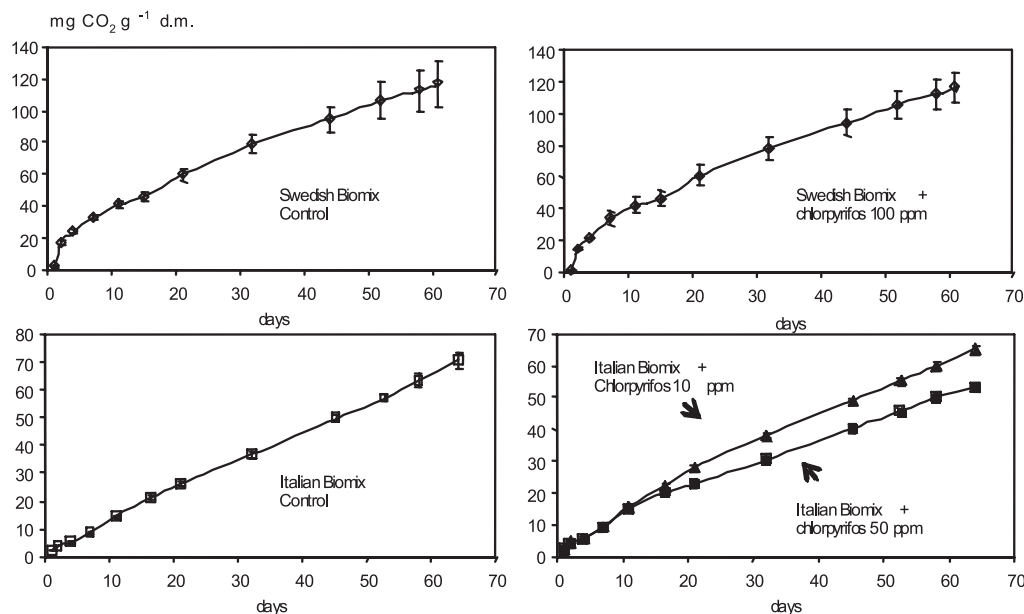 mg CO2 g -1 d.m.
140
120
100
80
60
40
20
0
0 10 20 30 40 50 60 70
days
Swedish Biomix
Control
140
120
100
80
60
40
20
0
0 10 20 30 40 50 60 70
days
Swedish Biomix +
chlorpyrifos 100 ppm
80
70
60
50
40
30
20
10
0
0 10 20 30 40 50 60 70
days
Italian Biomix
Control
70
60
50
40
30
20
10
0
0 10 20 30 40 50 60 70
days
Italian Biomix +
Chlorpyrifos 10 ppm
Italian Biomix +
chlorpyrifos 50 ppm